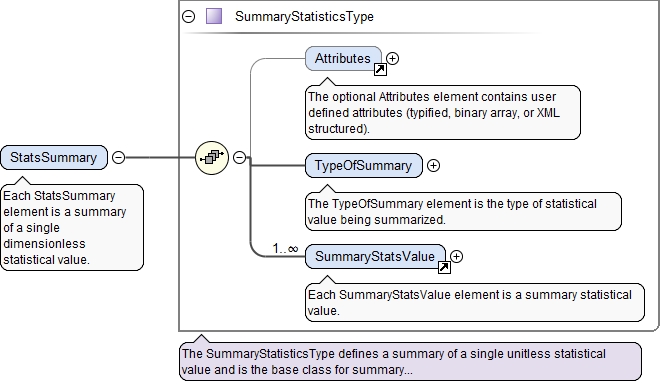 SummaryStatisticsType
Attributes
The optional Attributes element contains user
defined attributes (typified, binary array, or XML
structured).
StatsSummary
Each StatsSummary
element is a summary
of a single
dimensionless
statistical value.
TypeOfSummary
The TypeOfSummary element is the type of statistical
value being summarized.
1..∞
SummaryStatsValue
Each SummaryStatsValue element is a summary statistical
value.
The SummaryStatisticsType defines a summary of a single unitless statistical
value and is the base class for summary...